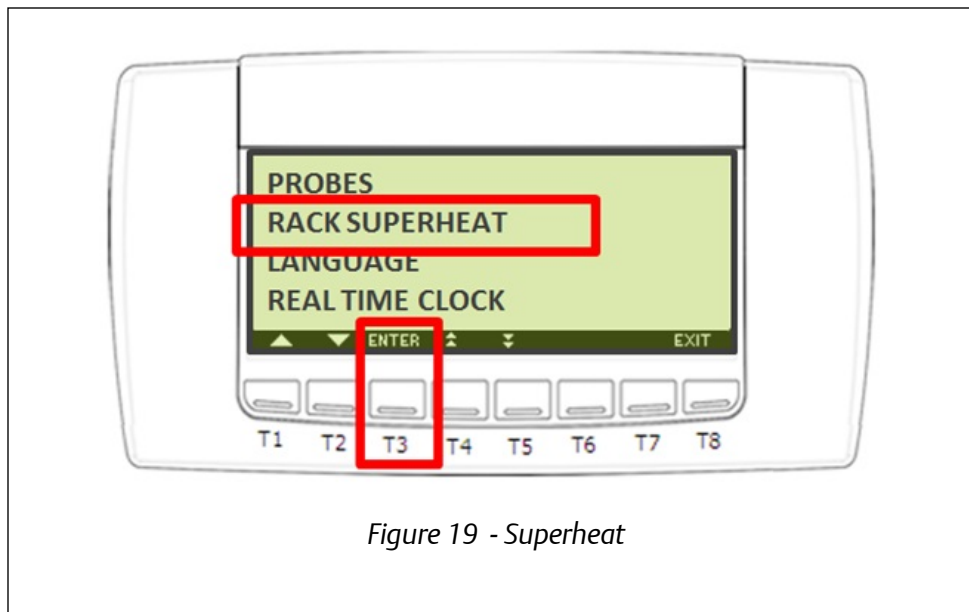 PROBES
RACK SUPERHEAT
LANGUAGE
REAL TIME CLOCK
ENTER EXIT
T1 T2 T3 T4 T5 T6 T7 T8
Figure 19 - Superheat